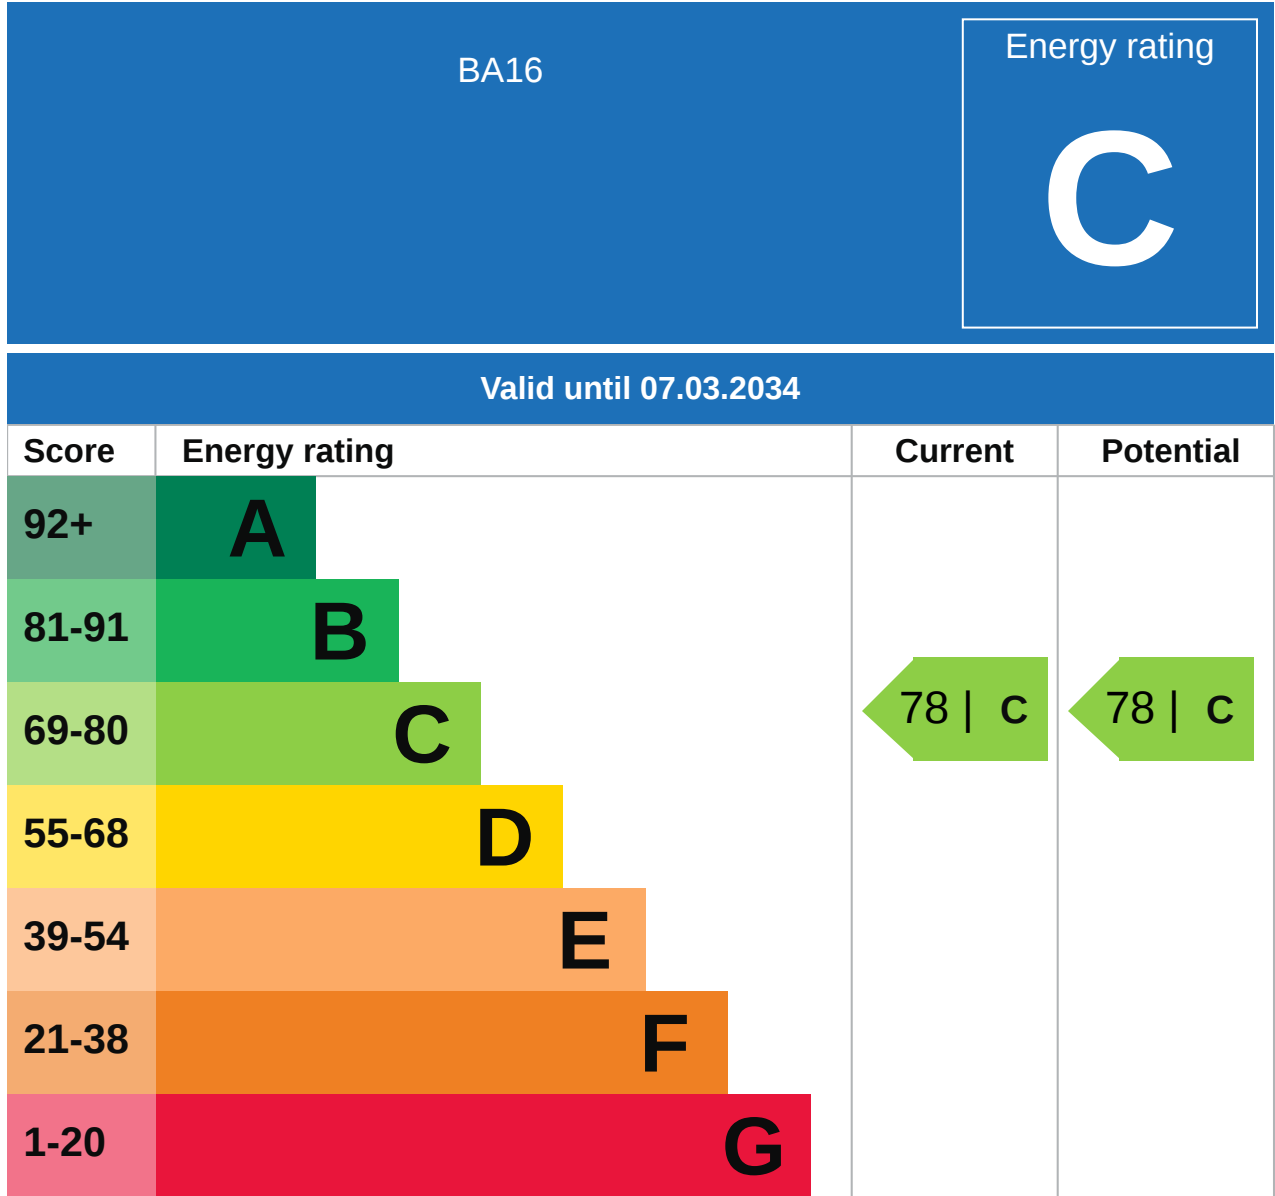 BA16
Energy rating
C
Valid until 07.03.2034
Score Energy rating Current Potential
92+ A
81-91 B
69-80 C 78 | C 78 | C
55-68 D
39-54 E
21-38 F
1-20 G